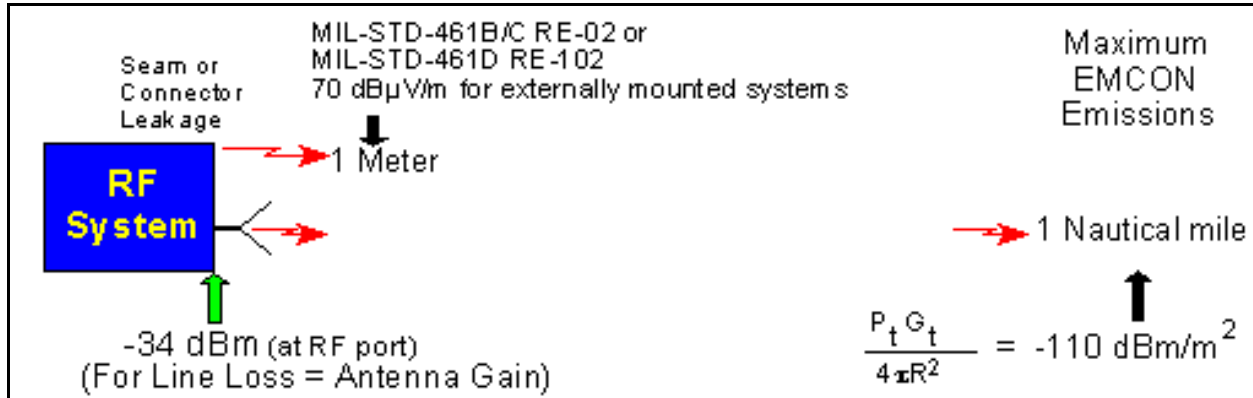 MIL-STD-461B/C RE-02 or
MIL-STD-461D RE-102
70 dBµV/m for externally mounted systems
Seam or
Connector
Leakage
Maximum
EMCON
Emissions
1 Meter
RF
System
1 Nautical mile
-34 dBm (at RF port)
(For Line Loss = Antenna Gain)
P_t G_t
4πR² = -110 dBm/m²